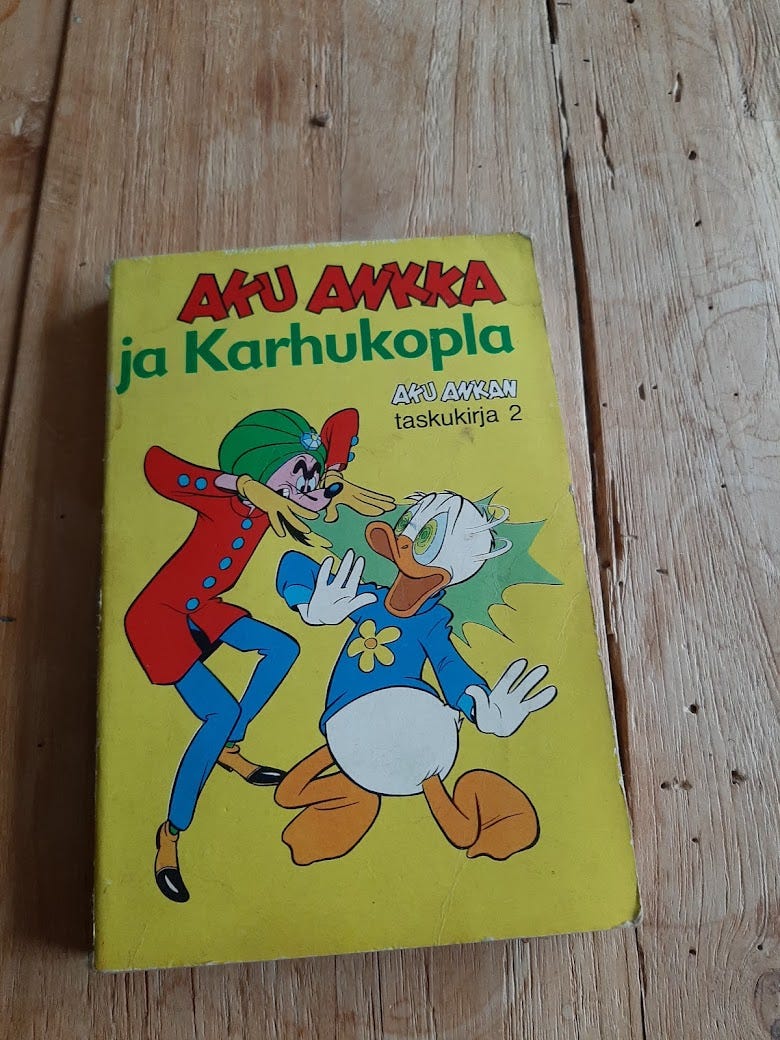 AKU ANKKA
ja Karhukopla
AKU ANKAN
taskukirja 2